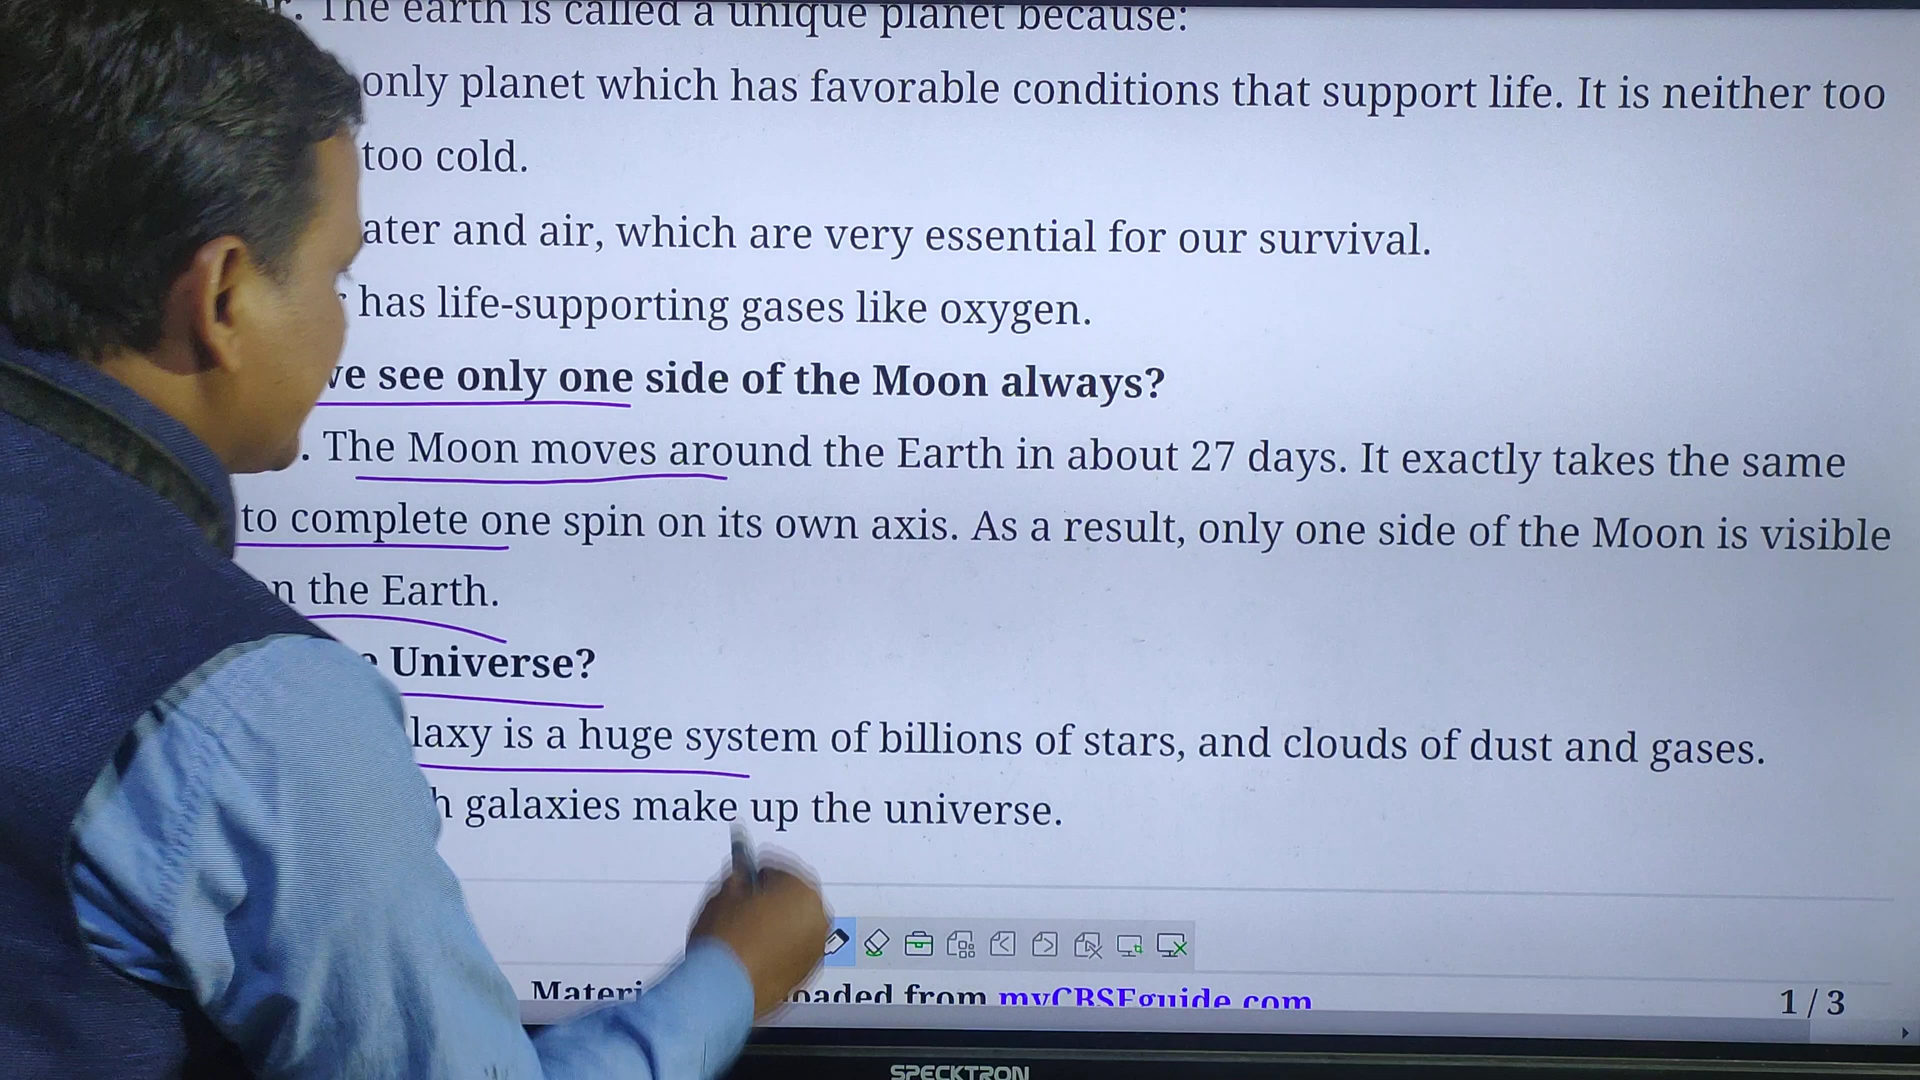 . The earth is called a unique planet because:
only planet which has favorable conditions that support life. It is neither too
too cold.
ater and air, which are very essential for our survival.
has life-supporting gases like oxygen.
ve see only one side of the Moon always?
. The Moon moves around the Earth in about 27 days. It exactly takes the same
to complete one spin on its own axis. As a result, only one side of the Moon is visible
n the Earth.
Universe?
laxy is a huge system of billions of stars, and clouds of dust and gases.
h galaxies make up the universe.
Materi oaded from myCBSEguide.com
1 / 3
SPECKTRON